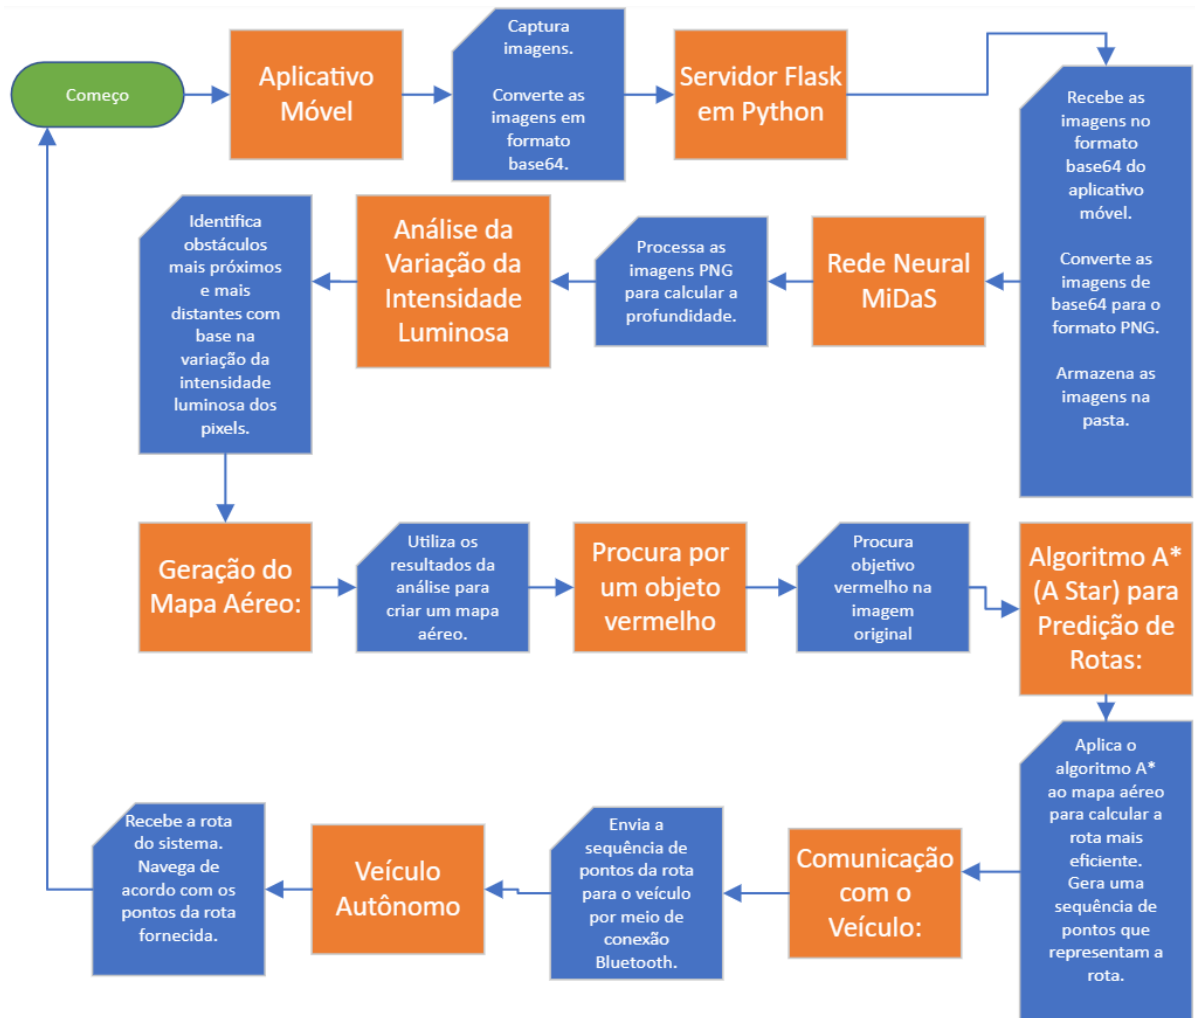 Começo
Aplicativo
Móvel
Captura
imagens.
Converte as
imagens em
formato
base64.
Servidor Flask
em Python
Recebe as
imagens no
formato
base64 do
aplicativo
móvel.
Converte as
imagens de
base64 para o
formato PNG.
Armazena as
imagens na
pasta.
Rede Neural
MiDaS
Processa as
imagens PNG
para calcular a
profundidade.
Análise da
Variação da
Intensidade
Luminosa
Identifica
obstáculos
mais próximos
e mais
distantes com
base na
variação da
intensidade
luminosa dos
pixels.
Geração do
Mapa Aéreo:
Utiliza os
resultados da
análise para
criar um mapa
aéreo.
Procura por
um objeto
vermelho
Procura
objetivo
vermelho na
imagem
original
Algoritmo A*
(A Star) para
Predição de
Rotas:
Aplica o
algoritmo A*
ao mapa aéreo
para calcular a
rota mais
eficiente.
Gera uma
sequência de
pontos que
representam a
rota.
Comunicação
com o
Veículo:
Envia a
sequência de
pontos da rota
para o veículo
por meio de
conexão
Bluetooth.
Veículo
Autônomo
Recebe a rota
do sistema.
Navega de
acordo com os
pontos da rota
fornecida.